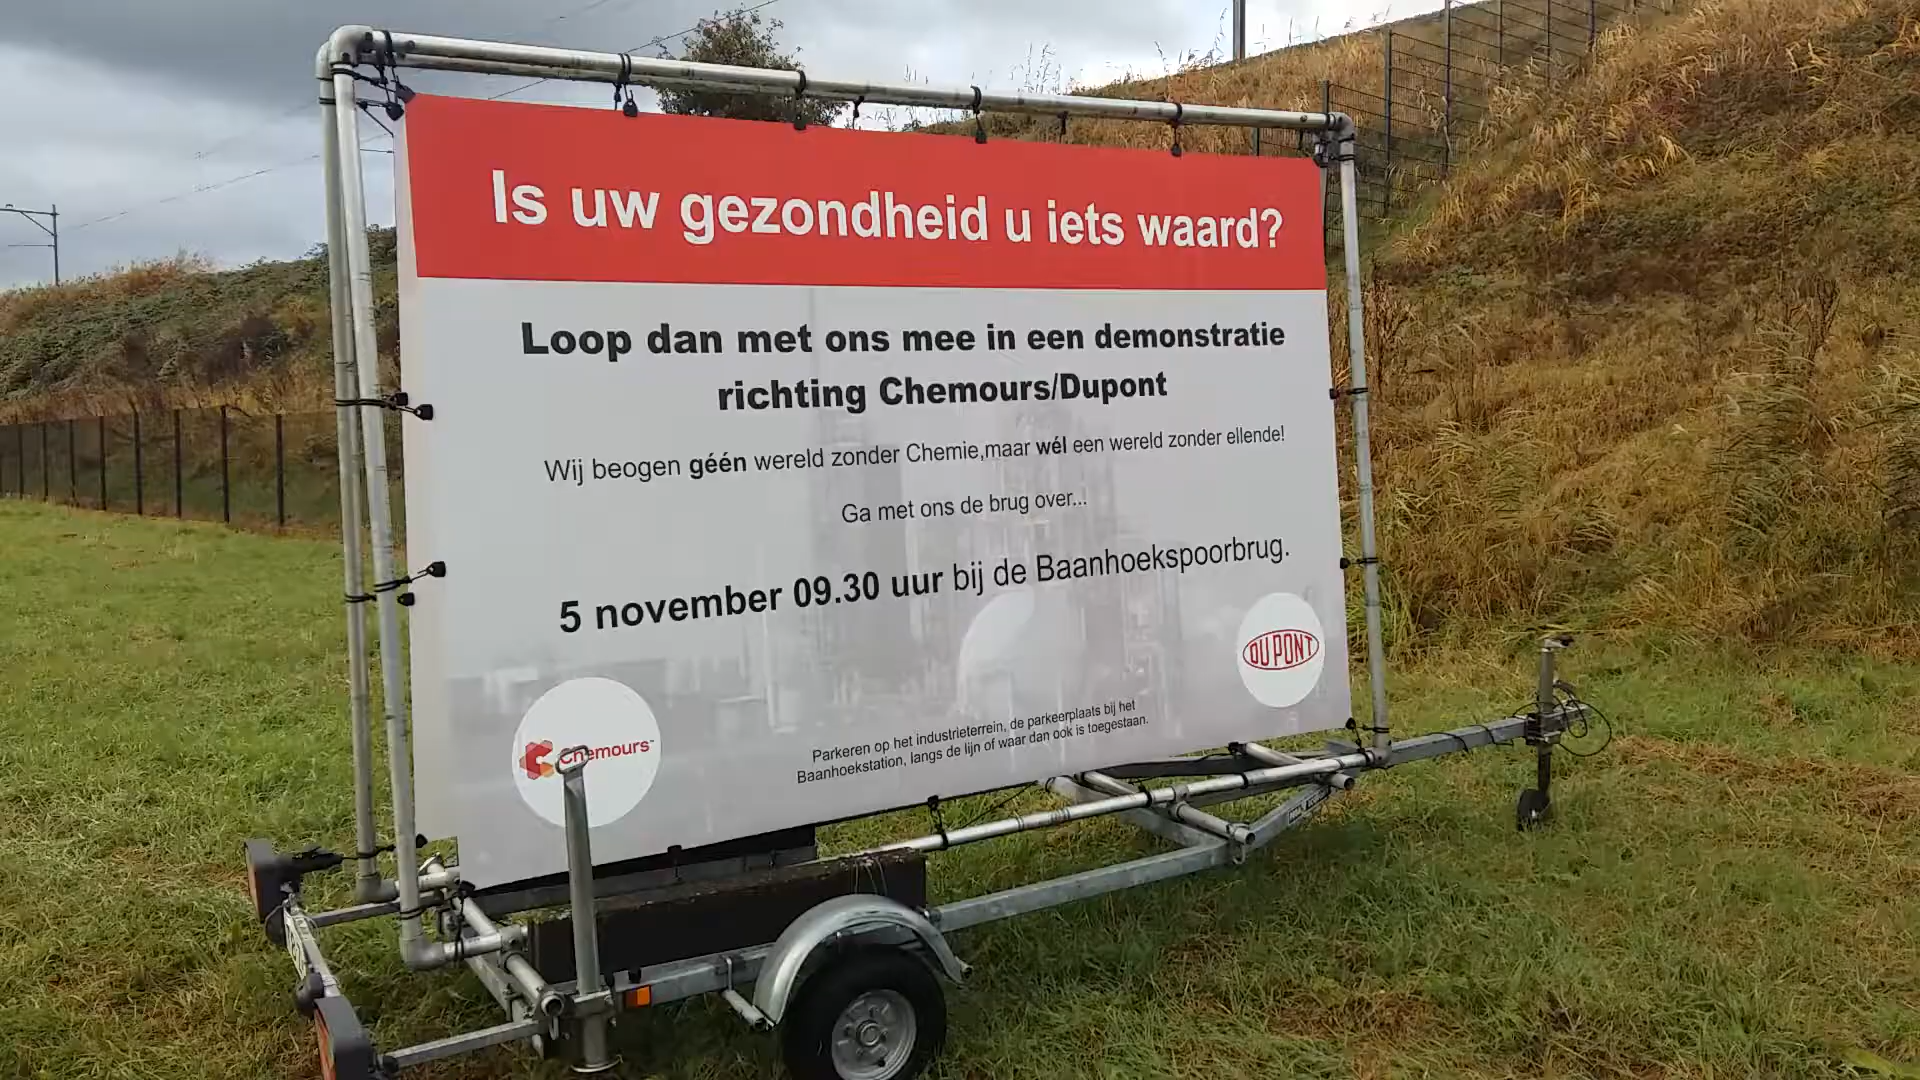 Is uw gezondheid u iets waard?
Loop dan met ons mee in een demonstratie
richting Chemours/Dupont
Wij beogen géén wereld zonder Chemie,maar wél een wereld zonder ellende!
Ga met ons de brug over...
5 november 09.30 uur bij de Baanhoekspoorbrug.
DUPONT
Chemours™
Parkeren op het industrieterrein, de parkeerplaats bij het
Baanhoekstation, langs de lijn of waar dan ook is toegestaan.